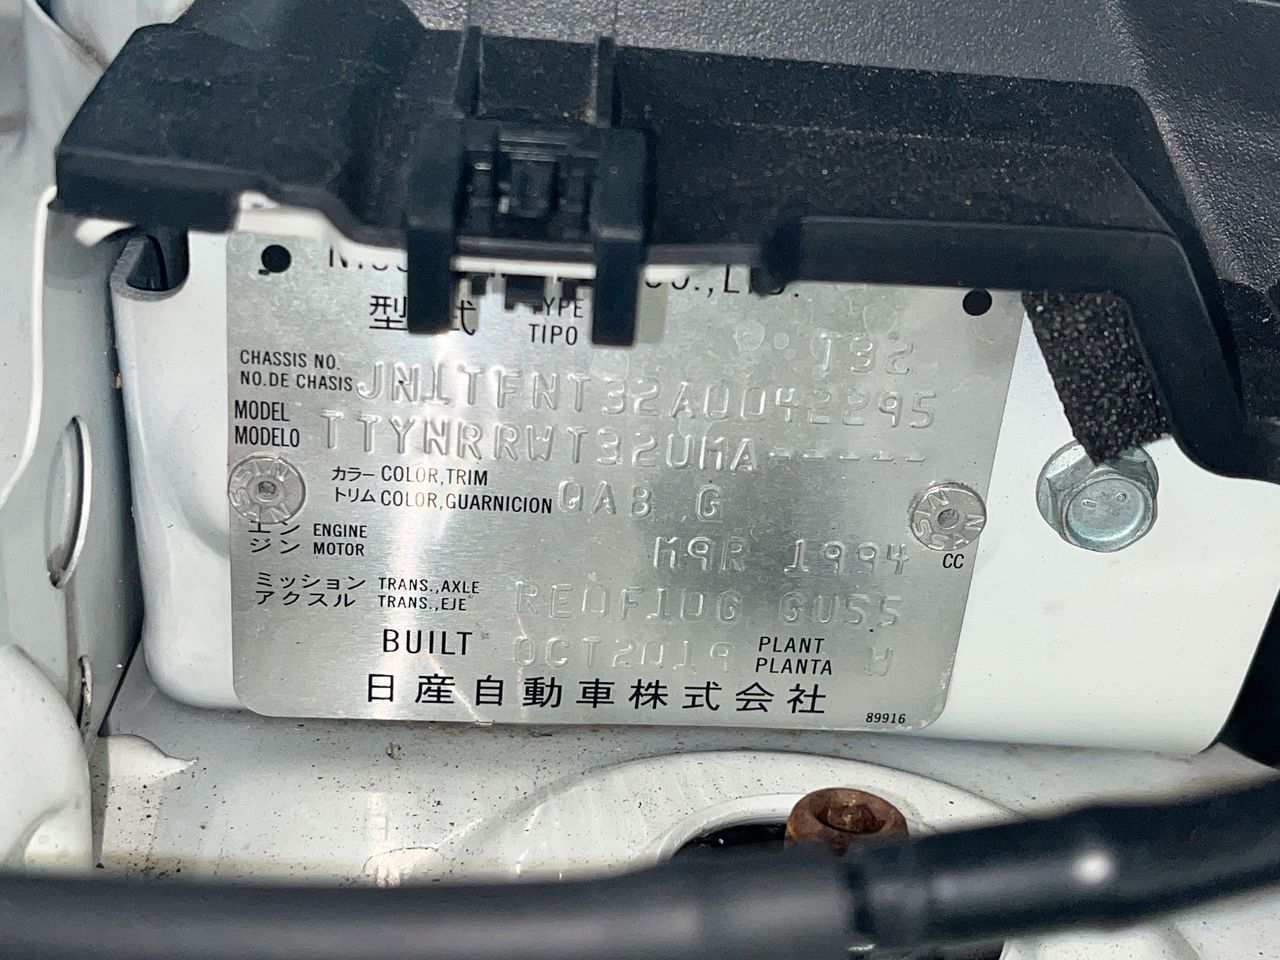 CO.,LTD.
型式 TYPE
TIPO T32
CHASSIS NO.
NO.DE CHASIS JN1TFNT32A0042295
MODEL
MODELO TTYNRRWT32UMA-----
カラー COLOR,TRIM
トリム COLOR,GUARNICION QAB G
エン ENGINE
ジン MOTOR M9R 1994 CC
ミッション TRANS.,AXLE
アクスル TRANS.,EJE RE0F10G GU55
BUILT OCT2019 PLANT
PLANTA W
日産自動車株式会社 89916